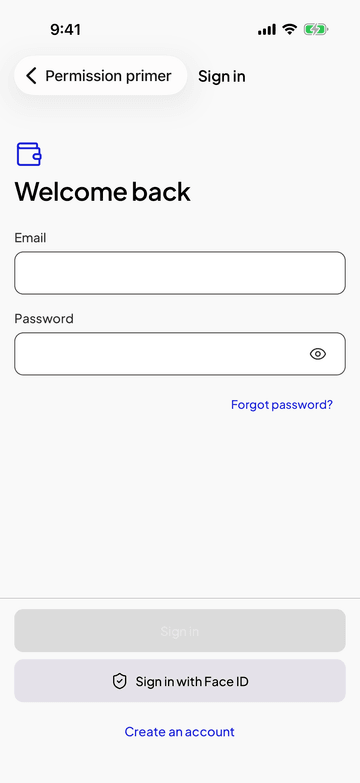 9:41
Permission primer
Sign in
Welcome back
Email
Password
Forgot password?
Sign in
Sign in with Face ID
Create an account